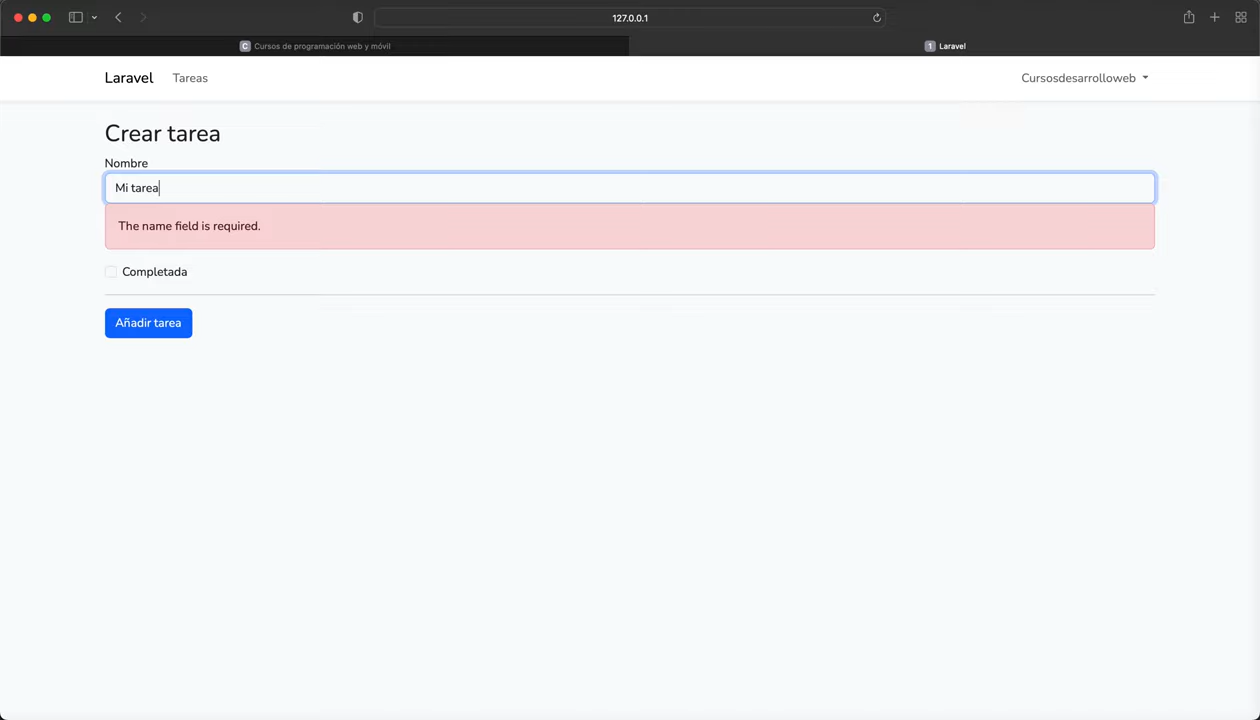 127.0.0.1
C Cursos de programación web y móvil
1 Laravel
Laravel Tareas Cursosdesarrolloweb
Crear tarea
Nombre
Mi tarea
The name field is required.
Completada
Añadir tarea